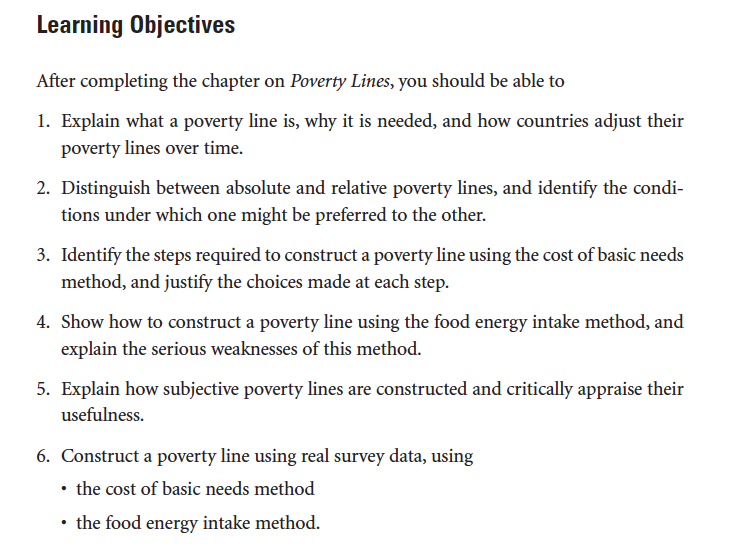 Learning Objectives
After completing the chapter on Poverty Lines, you should be able to
1. Explain what a poverty line is, why it is needed, and how countries adjust their
poverty lines over time.
2. Distinguish between absolute and relative poverty lines, and identify the condi-
tions under which one might be preferred to the other.
3. Identify the steps required to construct a poverty line using the cost of basic needs
method, and justify the choices made at each step.
4. Show how to construct a poverty line using the food energy intake method, and
explain the serious weaknesses of this method.
5. Explain how subjective poverty lines are constructed and critically appraise their
usefulness.
6. Construct a poverty line using real survey data, using
• the cost of basic needs method
• the food energy intake method.